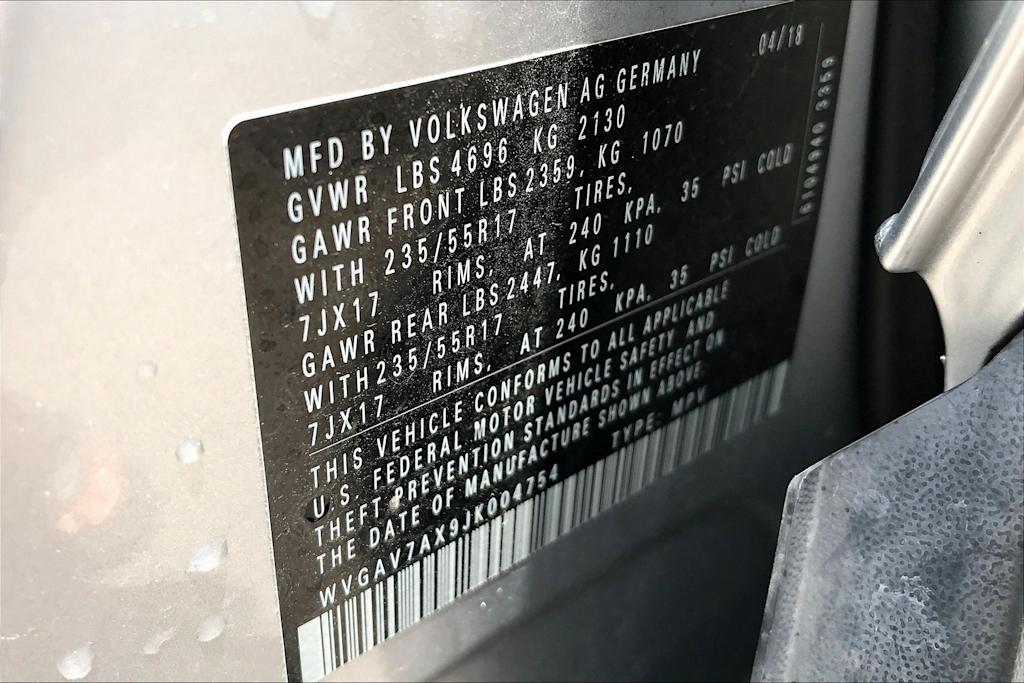 04/18
MFD BY VOLKSWAGEN AG GERMANY
GVWR LBS 4696 KG 2130
GAWR FRONT LBS 2359, KG 1070
WITH 235/55R17 TIRES,
7JX17 RIMS, AT 240 KPA, 35 PSI COLD
GAWR REAR LBS 2447, KG 1110
WITH 235/55R17 TIRES,
7JX17 RIMS, AT 240 KPA, 35 PSI COLD
THIS VEHICLE CONFORMS TO ALL APPLICABLE
U.S. FEDERAL MOTOR VEHICLE SAFETY AND
THEFT PREVENTION STANDARDS IN EFFECT ON
THE DATE OF MANUFACTURE SHOWN ABOVE.
WVGAV7AX9JK004754 TYPE: MPV